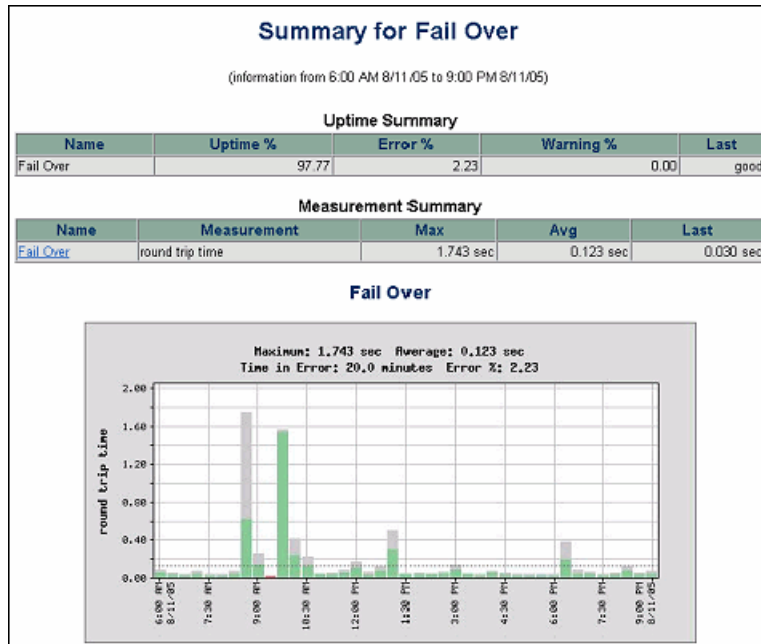 Summary for Fail Over
(information from 6:00 AM 8/11/05 to 9:00 PM 8/11/05)
Uptime Summary
Name Uptime % Error % Warning % Last
Fail Over 97.77 2.23 0.00 good
Measurement Summary
Name Measurement Max Avg Last
Fail Over round trip time 1.743 sec 0.123 sec 0.030 sec
Fail Over
Maximum: 1.743 sec Average: 0.123 sec
Time in Error: 20.0 minutes Error %: 2.23
round trip time
2.00
1.60
1.20
0.80
0.40
0.00
6:00 AM
8/11/05
7:30 AM
9:00 AM
10:30 AM
12:00 PM
1:30 PM
3:00 PM
4:30 PM
6:00 PM
7:30 PM
9:00 PM
8/11/05